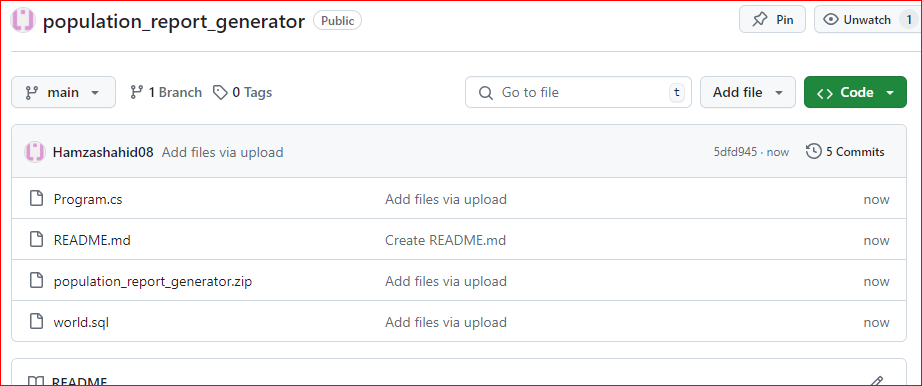 population_report_generator Public Pin Unwatch 1
main 1 Branch 0 Tags Go to file t Add file Code
Hamzashahid08 Add files via upload 5dfd945 · now 5 Commits
Program.cs Add files via upload now
README.md Create README.md now
population_report_generator.zip Add files via upload now
world.sql Add files via upload now
README